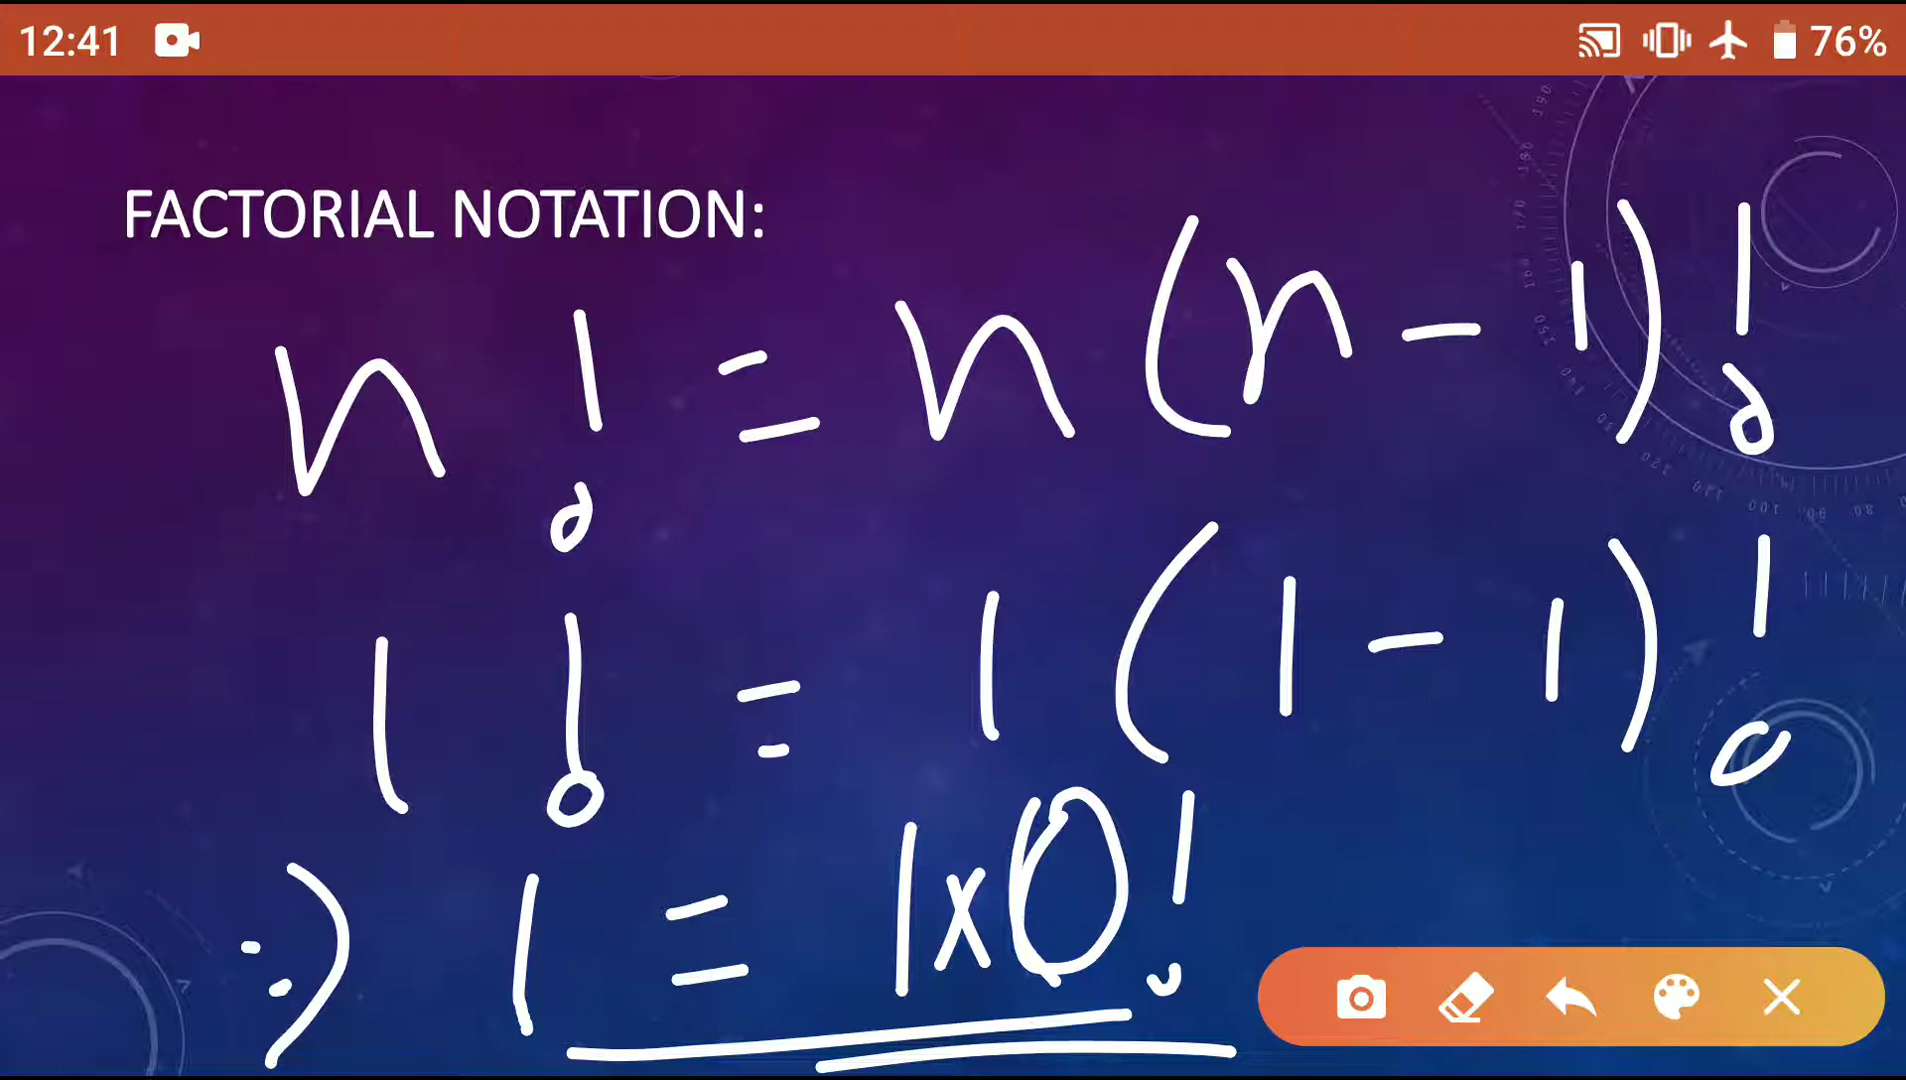 12:41 76%
FACTORIAL NOTATION:
n! = n(n-1)!
1! = 1(1-1)!
⇒ 1 = 1x0!